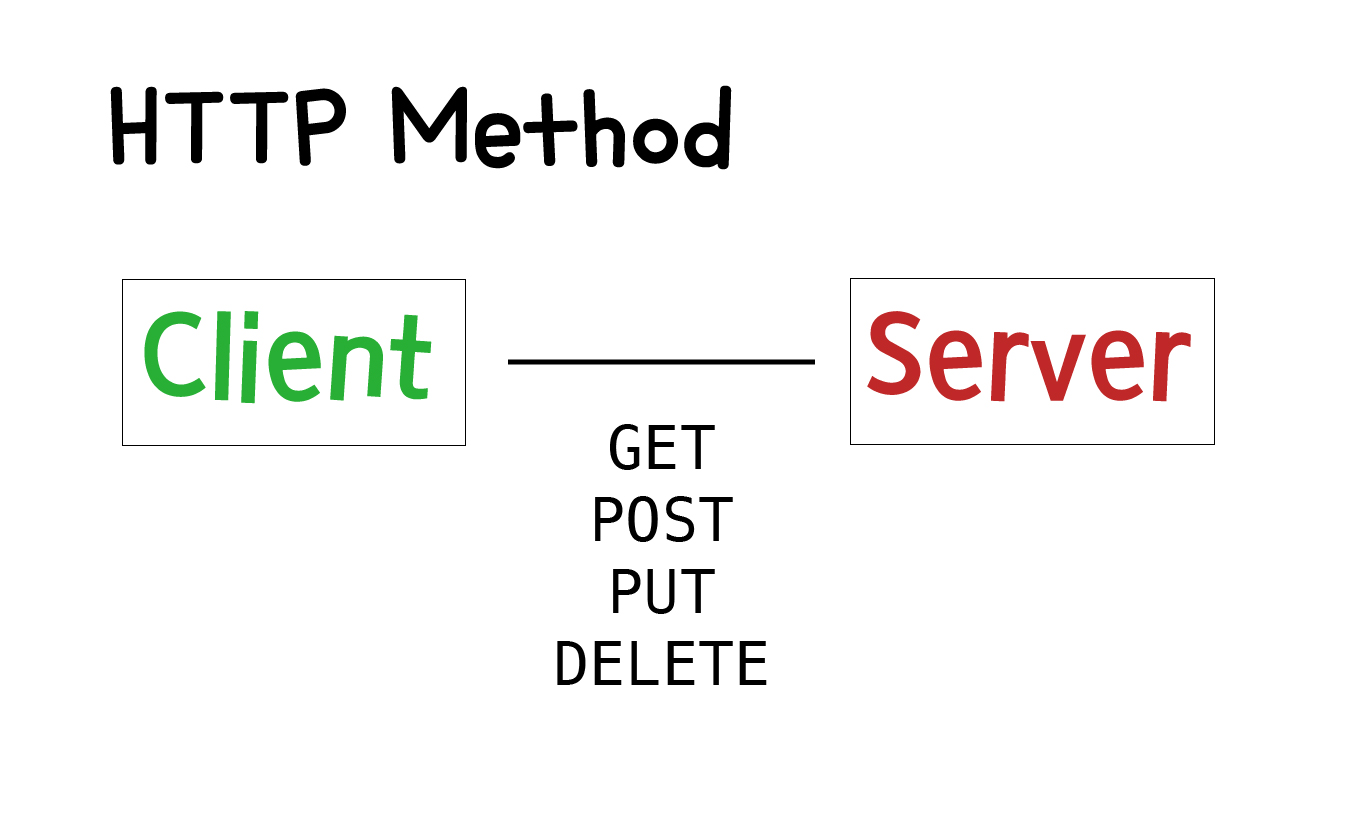 HTTP Method
Client
Server
GET
POST
PUT
DELETE